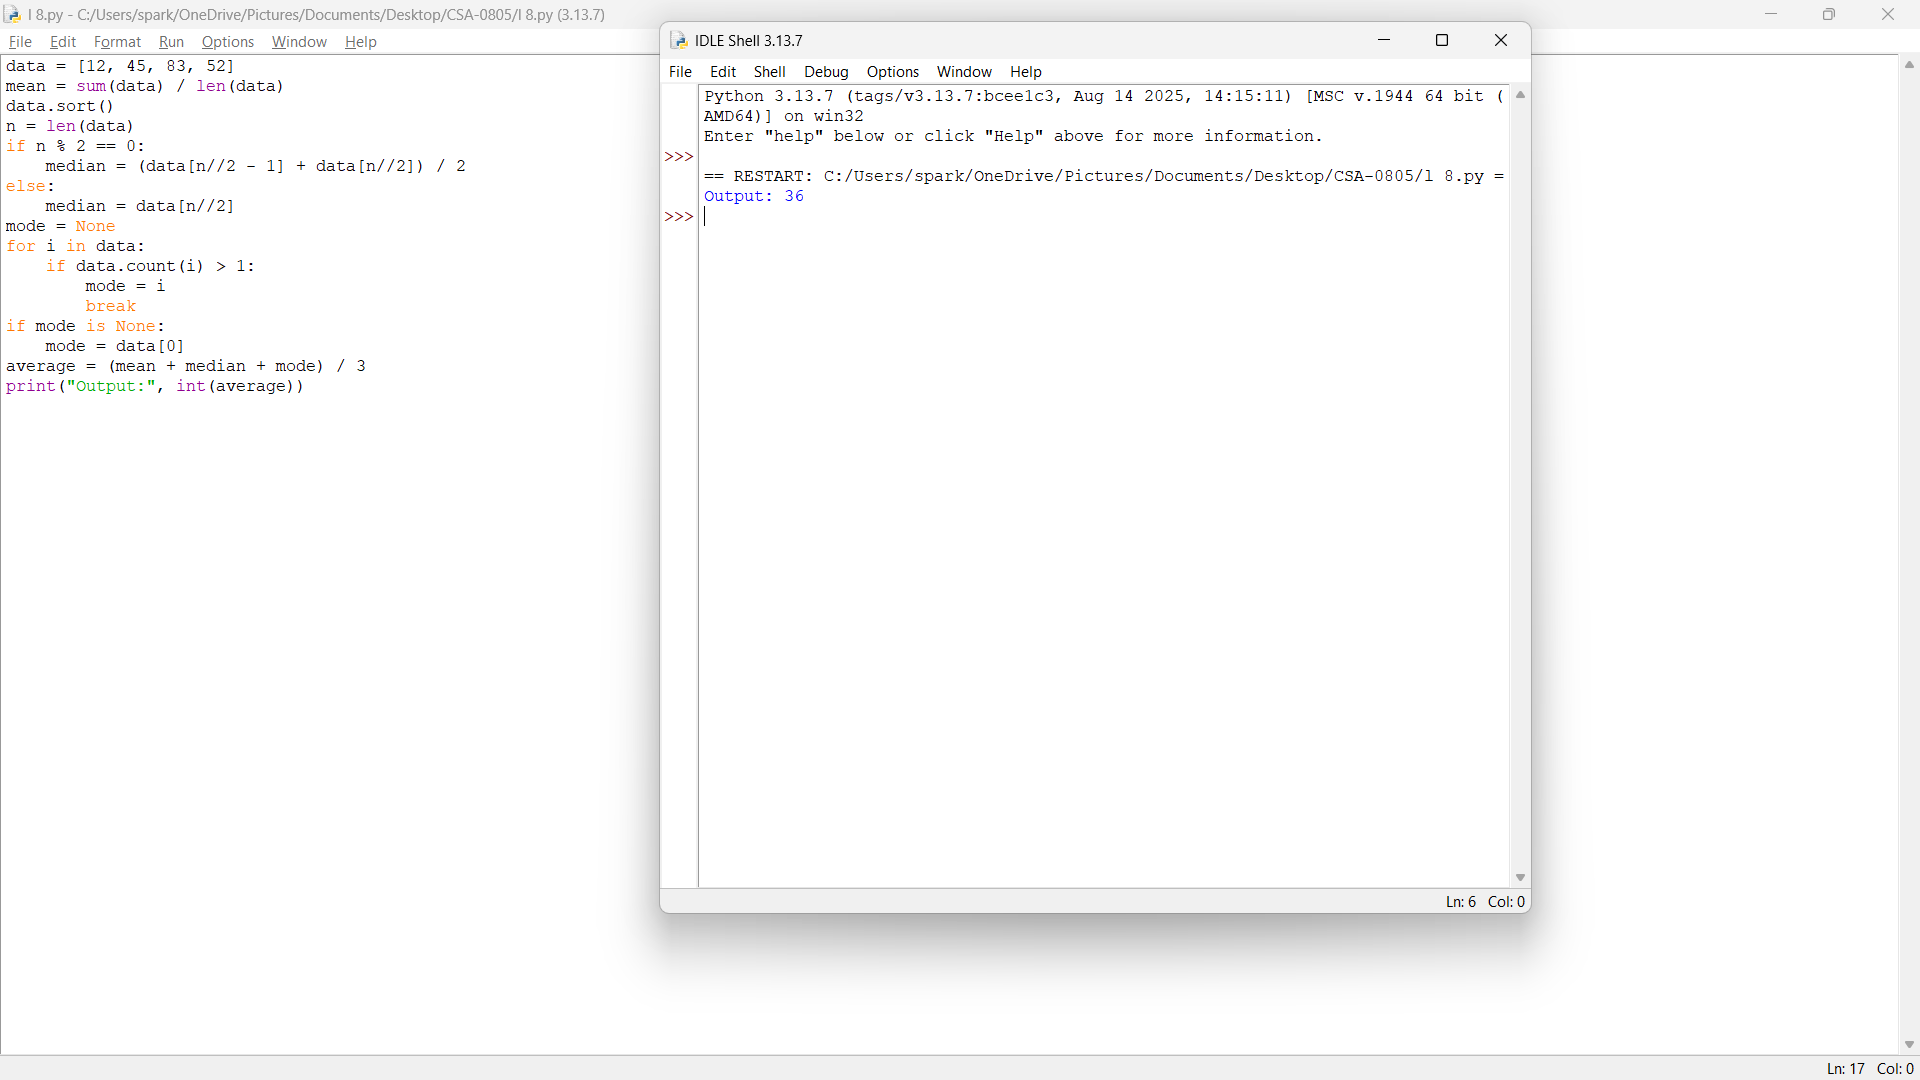 l 8.py - C:/Users/spark/OneDrive/Pictures/Documents/Desktop/CSA-0805/l 8.py (3.13.7)
File Edit Format Run Options Window Help
data = [12, 45, 83, 52]
mean = sum(data) / len(data)
data.sort()
n = len(data)
if n % 2 == 0:
    median = (data[n//2 - 1] + data[n//2]) / 2
else:
    median = data[n//2]
mode = None
for i in data:
    if data.count(i) > 1:
        mode = i
        break
if mode is None:
    mode = data[0]
average = (mean + median + mode) / 3
print("Output:", int(average))
IDLE Shell 3.13.7
File Edit Shell Debug Options Window Help
Python 3.13.7 (tags/v3.13.7:bcee1c3, Aug 14 2025, 14:15:11) [MSC v.1944 64 bit (
AMD64)] on win32
Enter "help" below or click "Help" above for more information.
>>>
== RESTART: C:/Users/spark/OneDrive/Pictures/Documents/Desktop/CSA-0805/l 8.py =
Output: 36
>>>
Ln: 6 Col: 0
Ln: 17 Col: 0